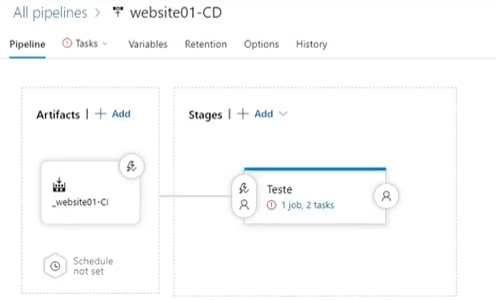 All pipelines > website01-CD
Pipeline Tasks Variables Retention Options History
Artifacts | + Add
Stages | + Add
_website01-CI
Teste
1 job, 2 tasks
Schedule
not set